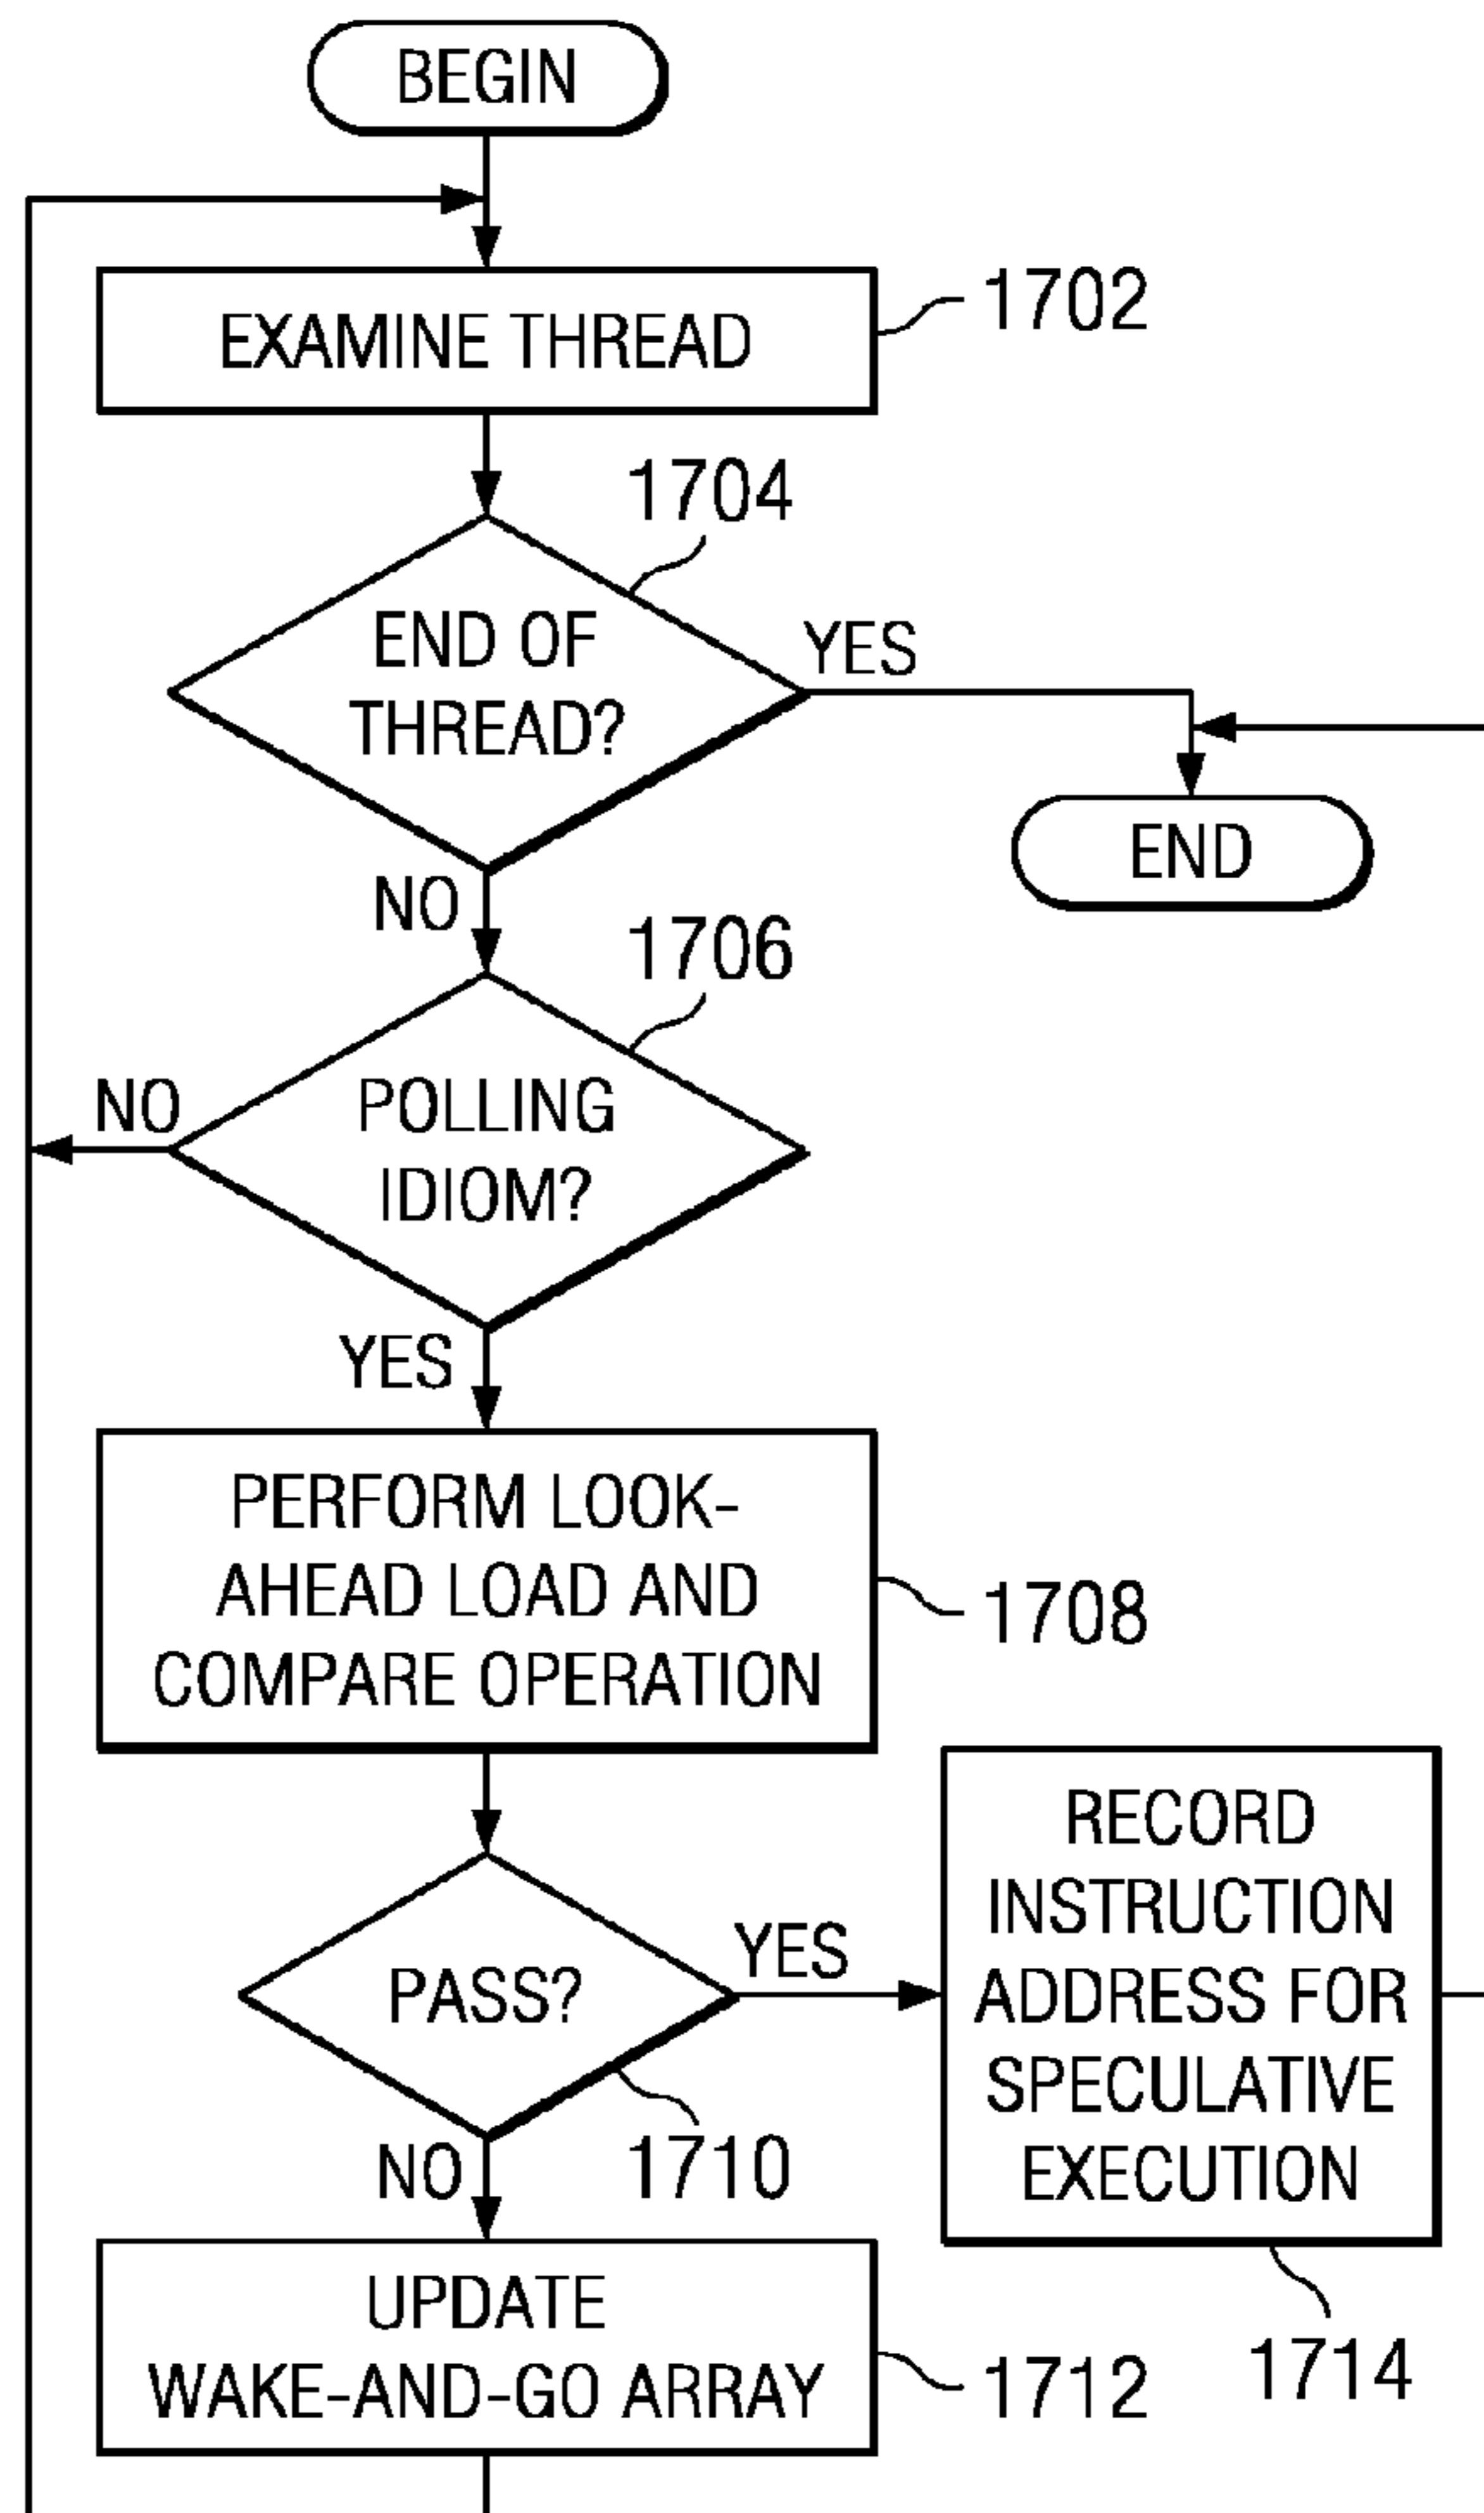 BEGIN
EXAMINE THREAD
1702
1704
END OF
THREAD?
YES
END
NO
1706
NO
POLLING
IDIOM?
YES
PERFORM LOOK-
AHEAD LOAD AND
COMPARE OPERATION
1708
PASS?
YES
RECORD
INSTRUCTION
ADDRESS FOR
SPECULATIVE
EXECUTION
NO
1710
UPDATE
WAKE-AND-GO ARRAY
1712
1714